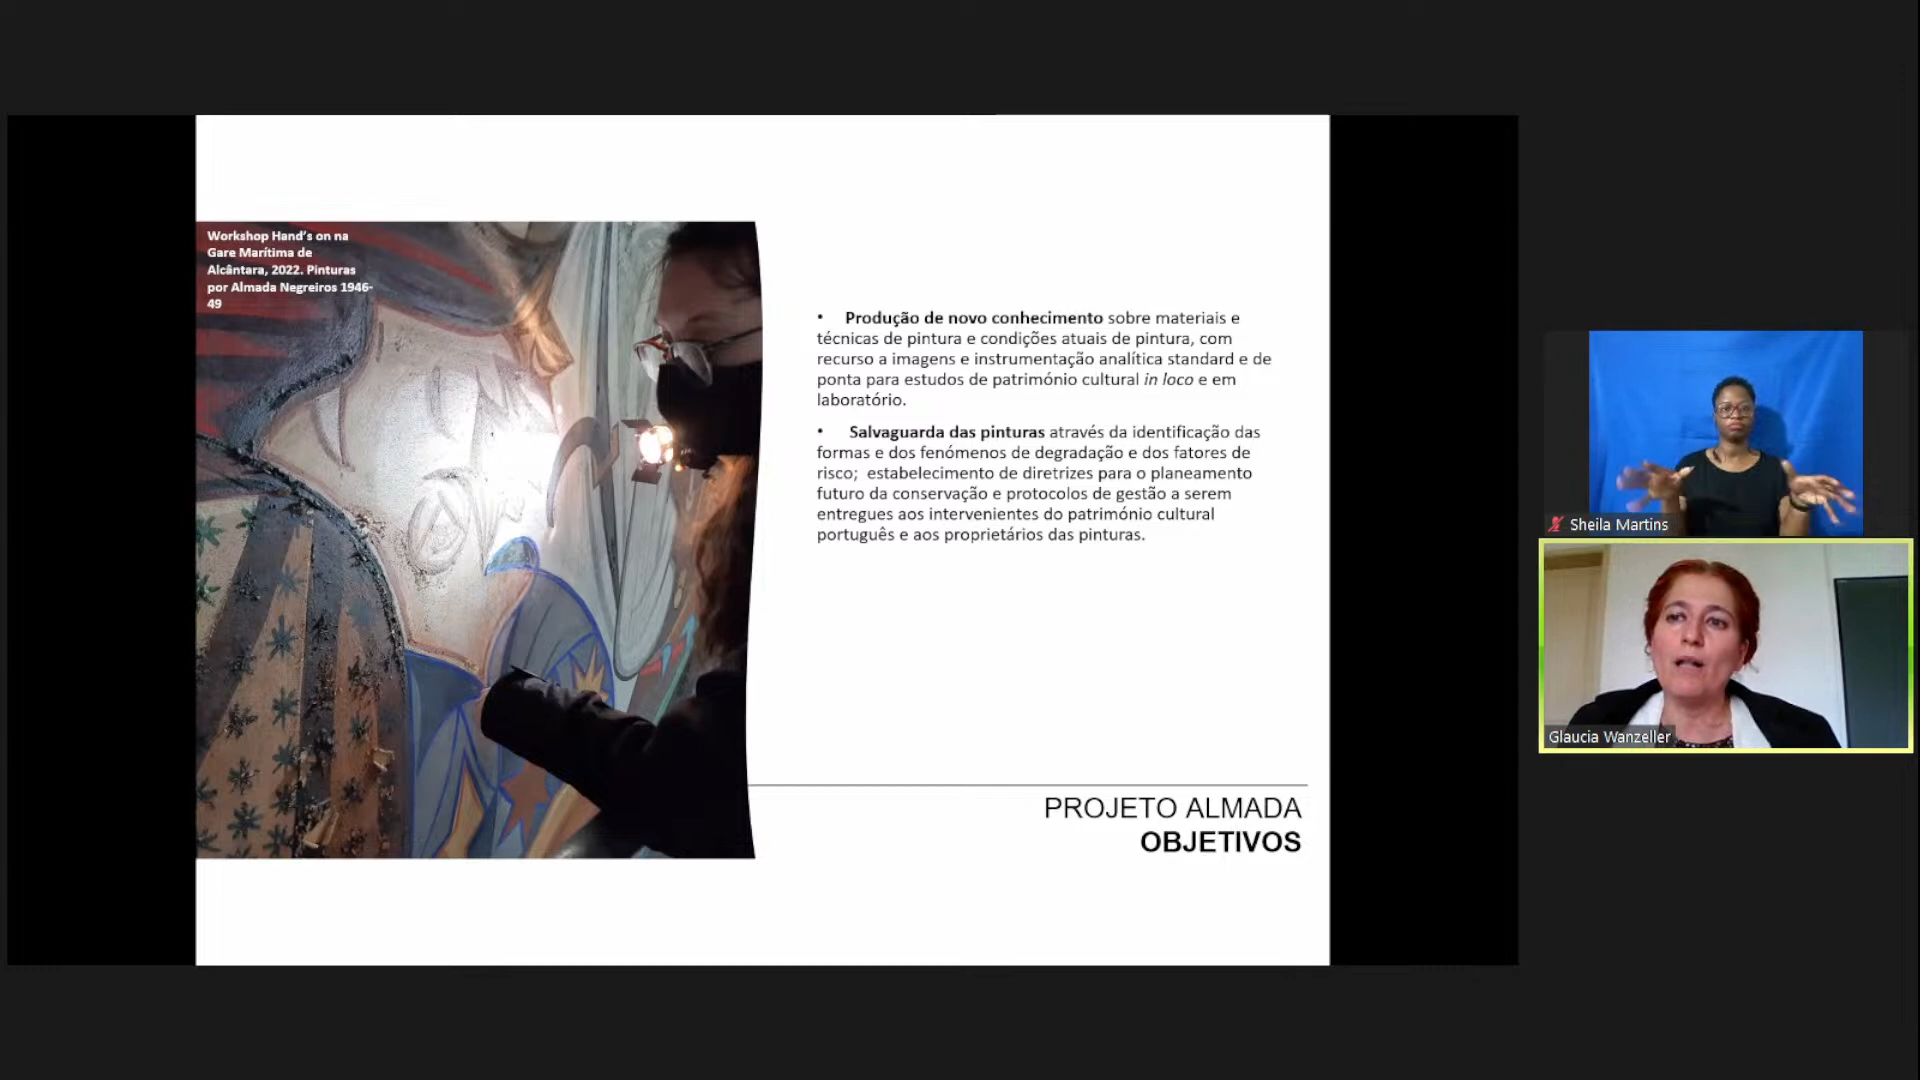 Workshop Hand's on na
Gare Marítima de
Alcântara, 2022. Pinturas
por Almada Negreiros 1946-
49
• Produção de novo conhecimento sobre materiais e
técnicas de pintura e condições atuais de pintura, com
recurso a imagens e instrumentação analítica standard e de
ponta para estudos de património cultural in loco e em
laboratório.
• Salvaguarda das pinturas através da identificação das
formas e dos fenómenos de degradação e dos fatores de
risco; estabelecimento de diretrizes para o planeamento
futuro da conservação e protocolos de gestão a serem
entregues aos intervenientes do património cultural
português e aos proprietários das pinturas.
PROJETO ALMADA
OBJETIVOS
Sheila Martins
Glaucia Wanzeller